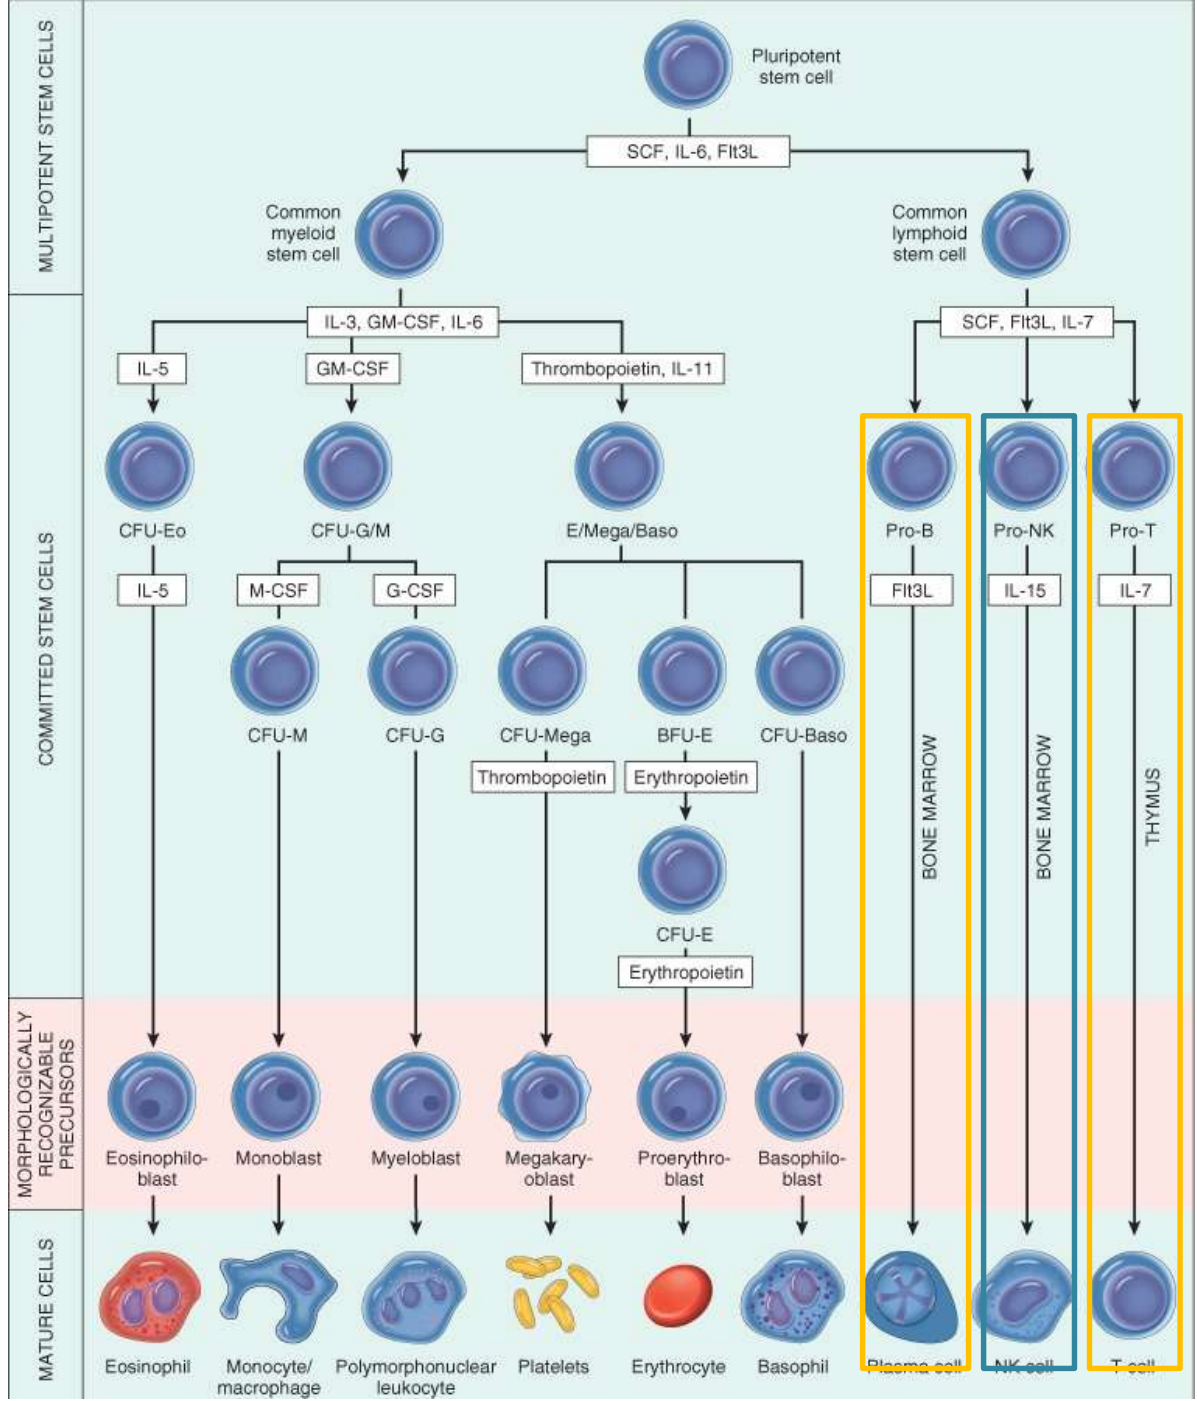 MULTIPOTENT STEM CELLS
Pluripotent
stem cell
SCF, IL-6, Flt3L
Common
myeloid
stem cell
Common
lymphoid
stem cell
COMMITTED STEM CELLS
IL-3, GM-CSF, IL-6
SCF, Flt3L, IL-7
IL-5
GM-CSF
Thrombopoietin, IL-11
CFU-Eo
CFU-G/M
E/Mega/Baso
Pro-B
Pro-NK
Pro-T
IL-5
M-CSF
G-CSF
Flt3L
IL-15
IL-7
CFU-M
CFU-G
CFU-Mega
BFU-E
CFU-Baso
Thrombopoietin
Erythropoietin
BONE MARROW
BONE MARROW
THYMUS
CFU-E
Erythropoietin
MORPHOLOGICALLY
RECOGNIZABLE
PRECURSORS
Eosinophilo-
blast
Monoblast
Myeloblast
Megakary-
oblast
Proerythro-
blast
Basophilo-
blast
MATURE CELLS
Eosinophil
Monocyte/
macrophage
Polymorphonuclear
leukocyte
Platelets
Erythrocyte
Basophil
Plasma cell
NK cell
T cell